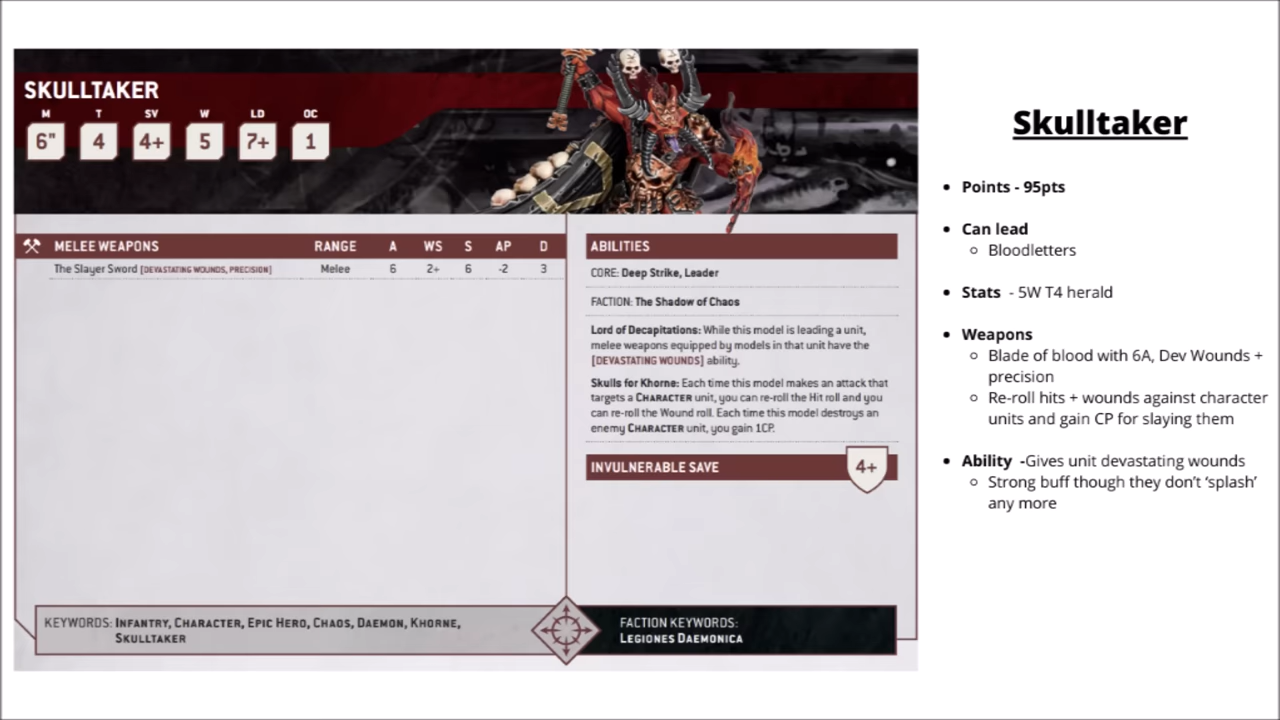 SKULLTAKER
M T SV W LD OC
6" 4 4+ 5 7+ 1
MELEE WEAPONS RANGE A WS S AP D
The Slayer Sword [DEVASTATING WOUNDS, PRECISION] Melee 6 2+ 6 -2 3
ABILITIES
CORE: Deep Strike, Leader
FACTION: The Shadow of Chaos
Lord of Decapitations: While this model is leading a unit,
melee weapons equipped by models in that unit have the
[DEVASTATING WOUNDS] ability.
Skulls for Khorne: Each time this model makes an attack that
targets a CHARACTER unit, you can re-roll the Hit roll and you
can re-roll the Wound roll. Each time this model destroys an
enemy CHARACTER unit, you gain 1CP.
INVULNERABLE SAVE 4+
KEYWORDS: INFANTRY, CHARACTER, EPIC HERO, CHAOS, DAEMON, KHORNE,
SKULLTAKER
FACTION KEYWORDS:
LEGIONES DAEMONICA
Skulltaker
• Points - 95pts
• Can lead
○ Bloodletters
• Stats - 5W T4 herald
• Weapons
○ Blade of blood with 6A, Dev Wounds +
precision
○ Re-roll hits + wounds against character
units and gain CP for slaying them
• Ability -Gives unit devastating wounds
○ Strong buff though they don’t ‘splash’
any more